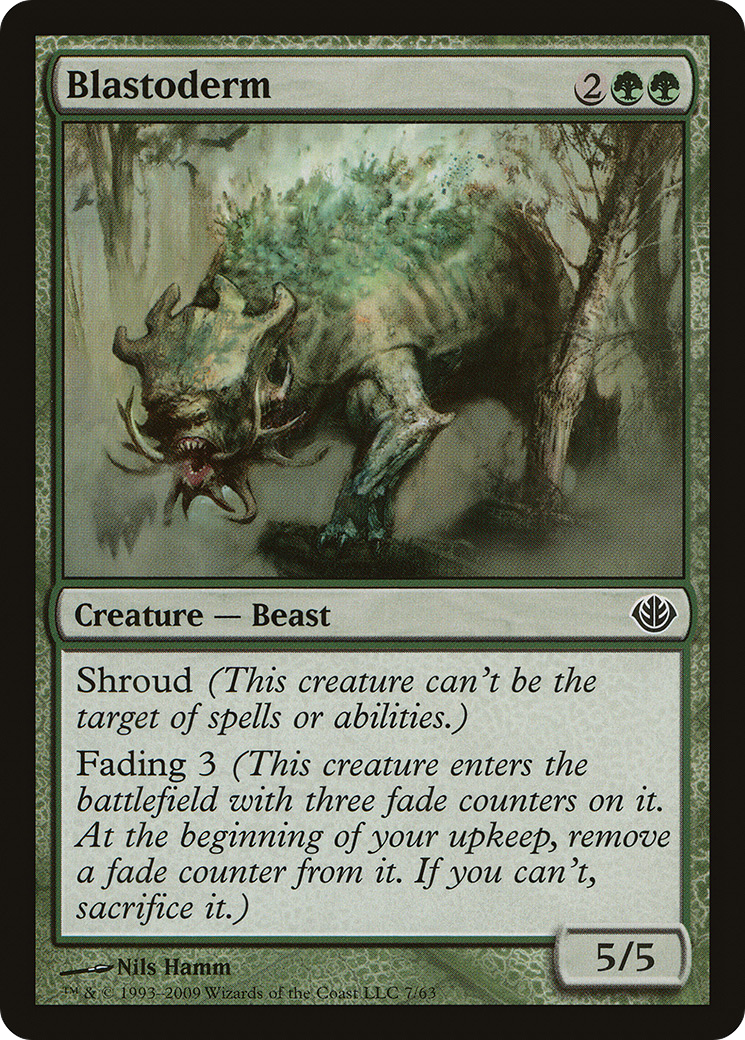 Blastoderm 2
Creature — Beast
Shroud (This creature can't be the
target of spells or abilities.)
Fading 3 (This creature enters the
battlefield with three fade counters on it.
At the beginning of your upkeep, remove
a fade counter from it. If you can't,
sacrifice it.)
5/5
Nils Hamm
™ & © 1993–2009 Wizards of the Coast LLC 7/63